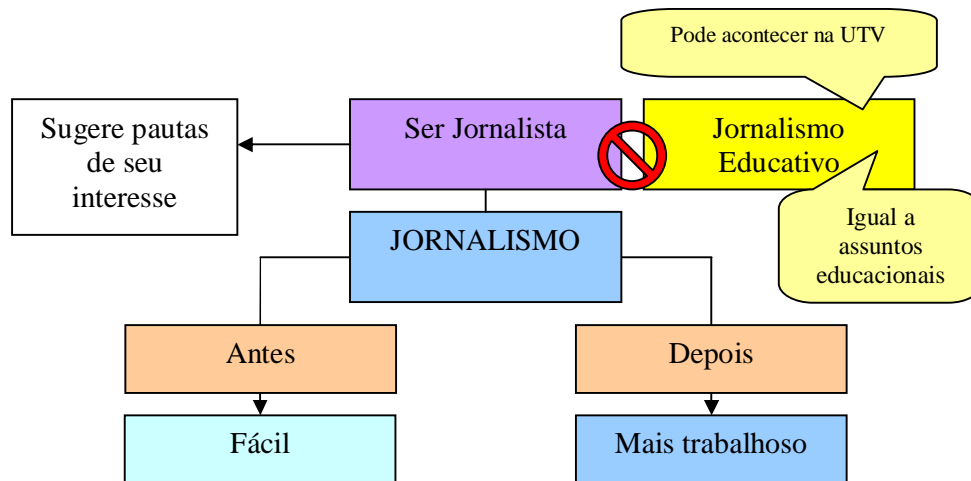 Pode acontecer na UTV
Sugere pautas
de seu
interesse
Ser Jornalista
Jornalismo
Educativo
Igual a
assuntos
educacionais
JORNALISMO
Antes
Depois
Fácil
Mais trabalhoso